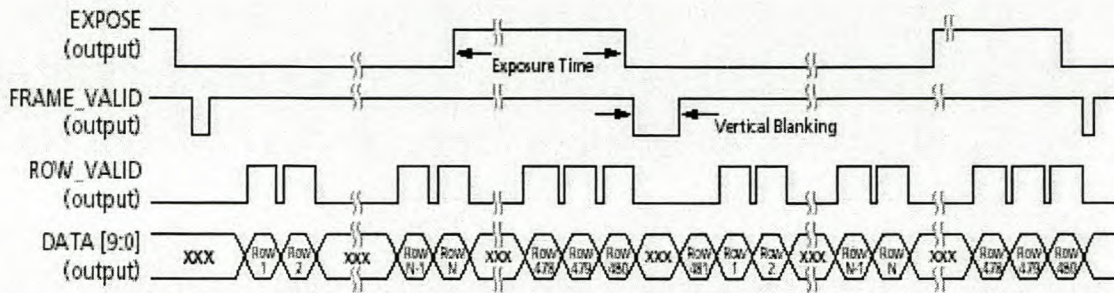 EXPOSE
(output)
Exposure Time
FRAME_VALID
(output)
Vertical Blanking
ROW_VALID
(output)
DATA [9:0]
(output)
XXX Row 1 Row 2 XXX Row N-1 Row N XXX Row 478 Row 479 Row 480 XXX Row 481 Row 1 Row 2 XXX Row N-1 Row N XXX Row 478 Row 479 Row 480